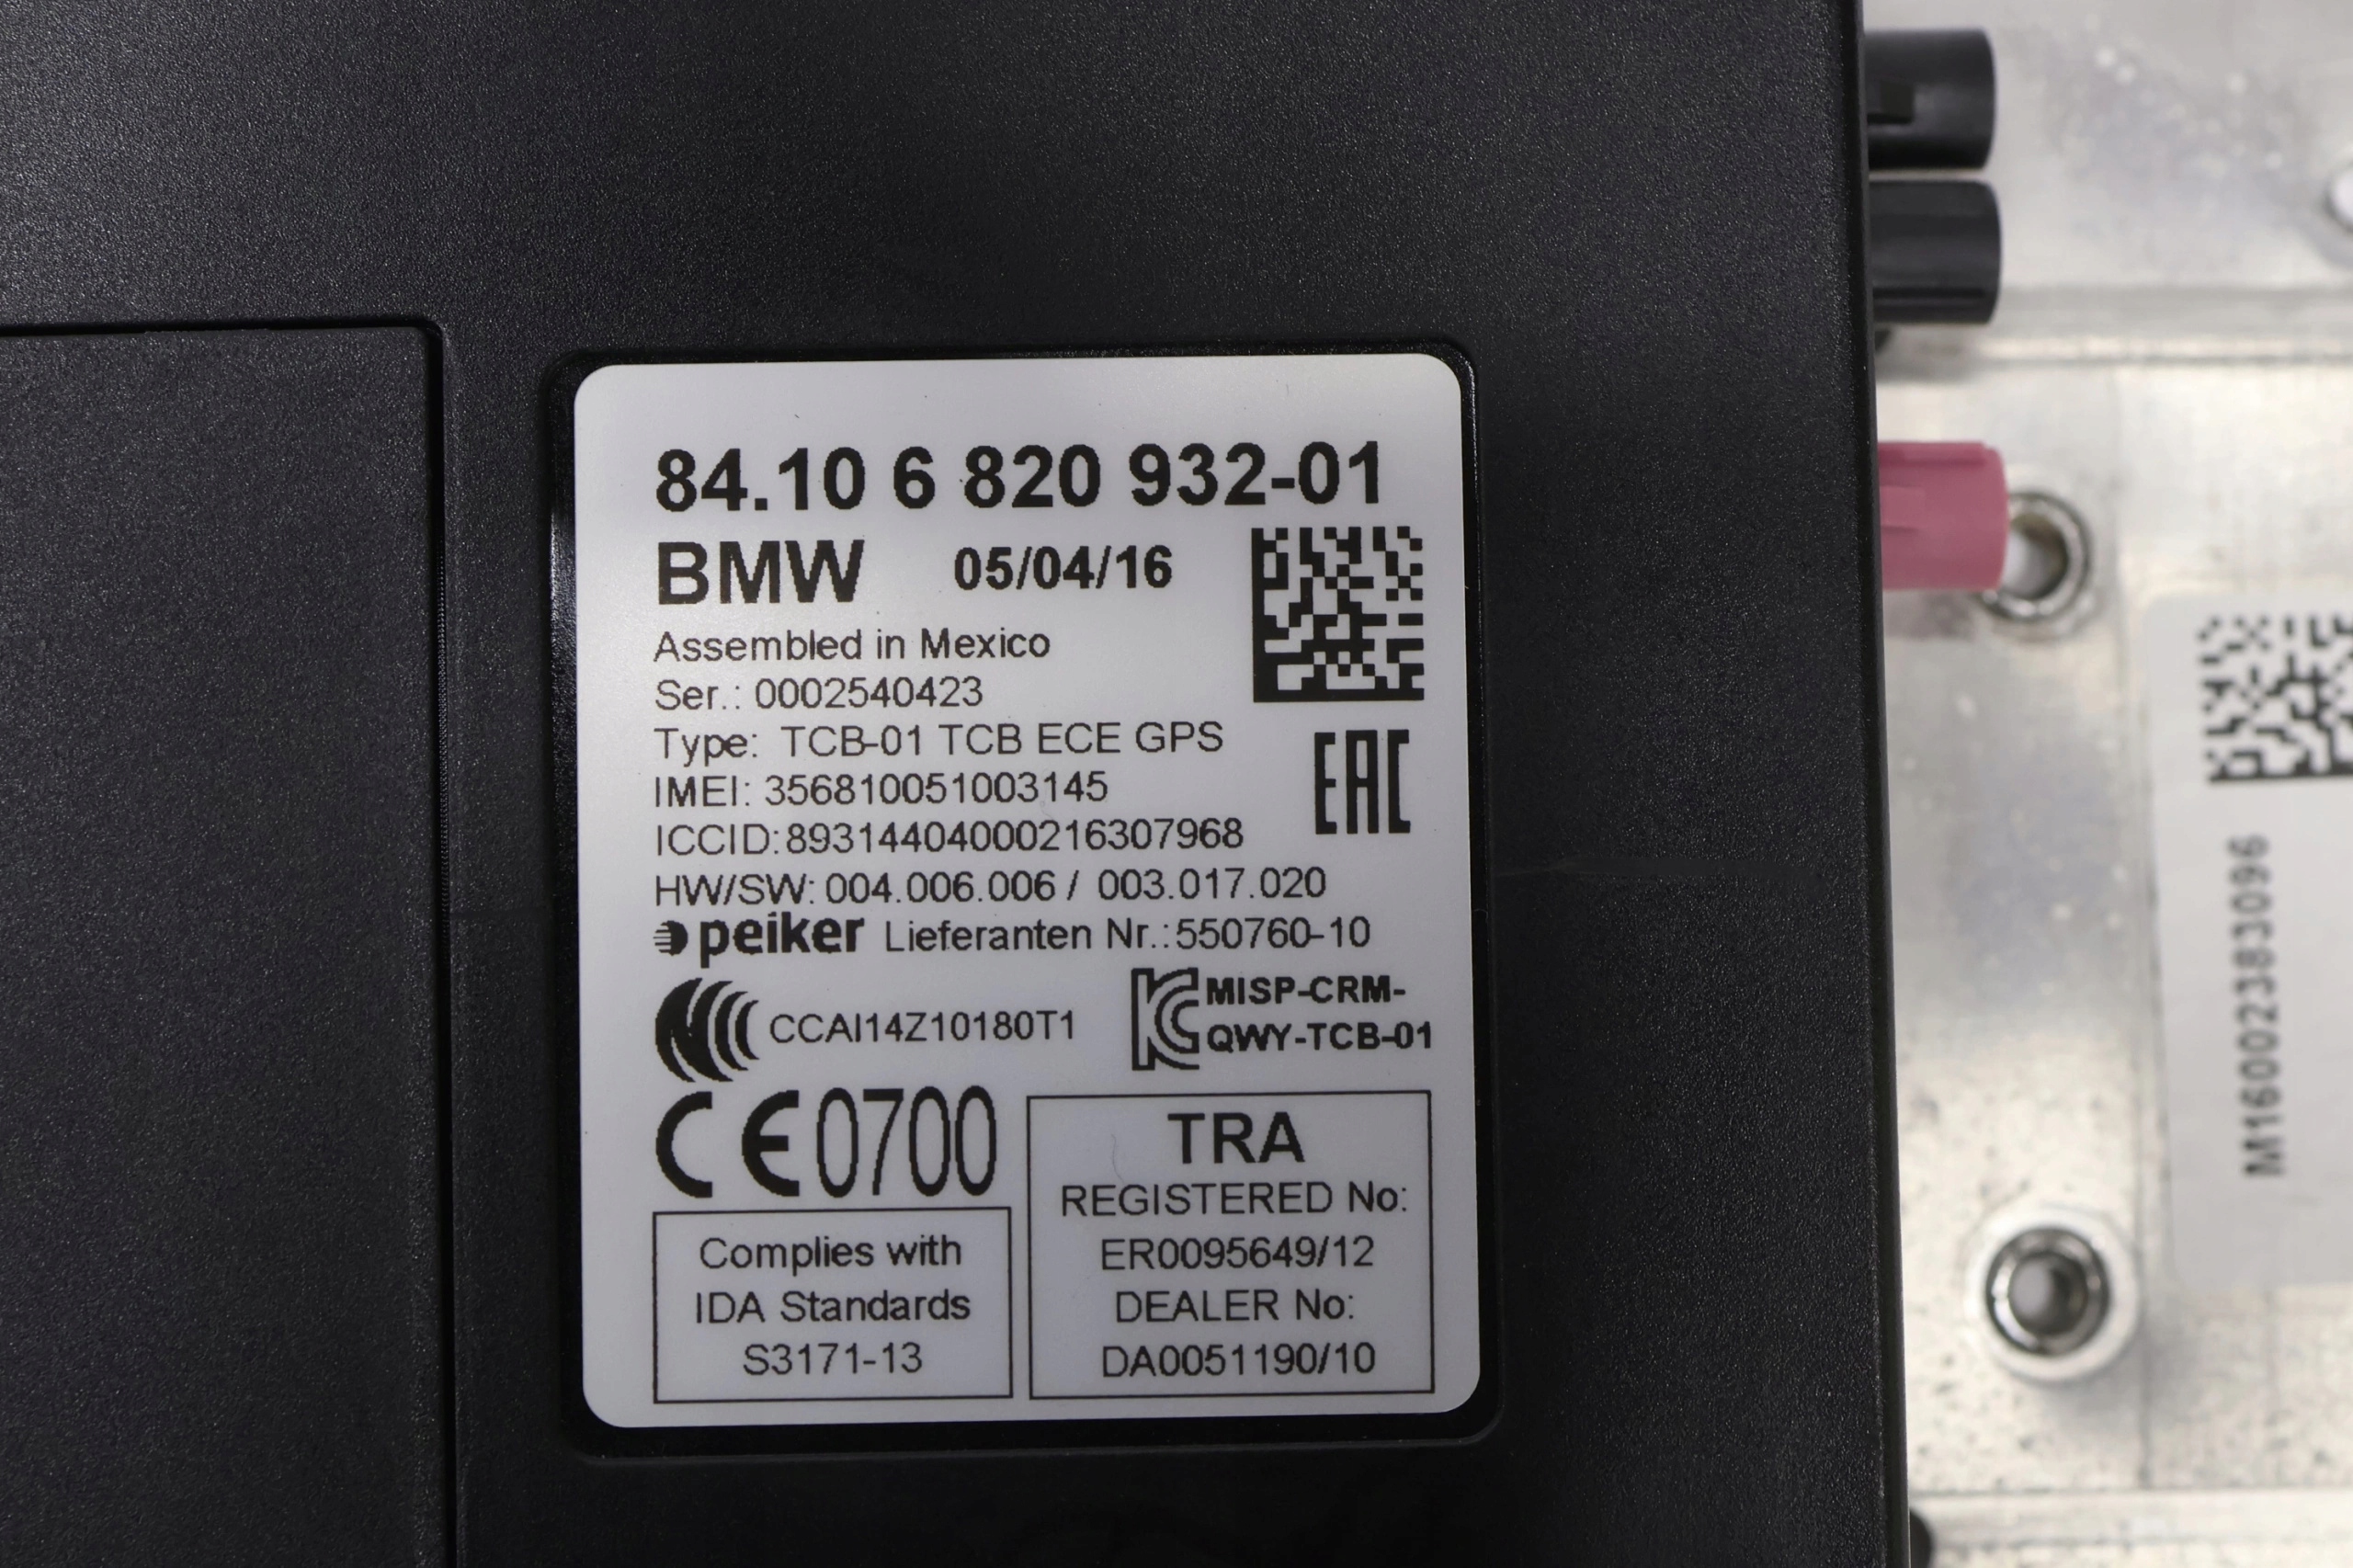 84.10 6 820 932-01
BMW 05/04/16
Assembled in Mexico
Ser.: 0002540423
Type: TCB-01 TCB ECE GPS
IMEI: 356810051003145
EAC
ICCID:89314404000216307968
HW/SW: 004.006.006 / 003.017.020
peiker Lieferanten Nr.:550760-10
CCAI14Z10180T1
MISP-CRM-
QWY-TCB-01
CE0700
Complies with
IDA Standards
S3171-13
TRA
REGISTERED No:
ER0095649/12
DEALER No:
DA0051190/10
M16002383096